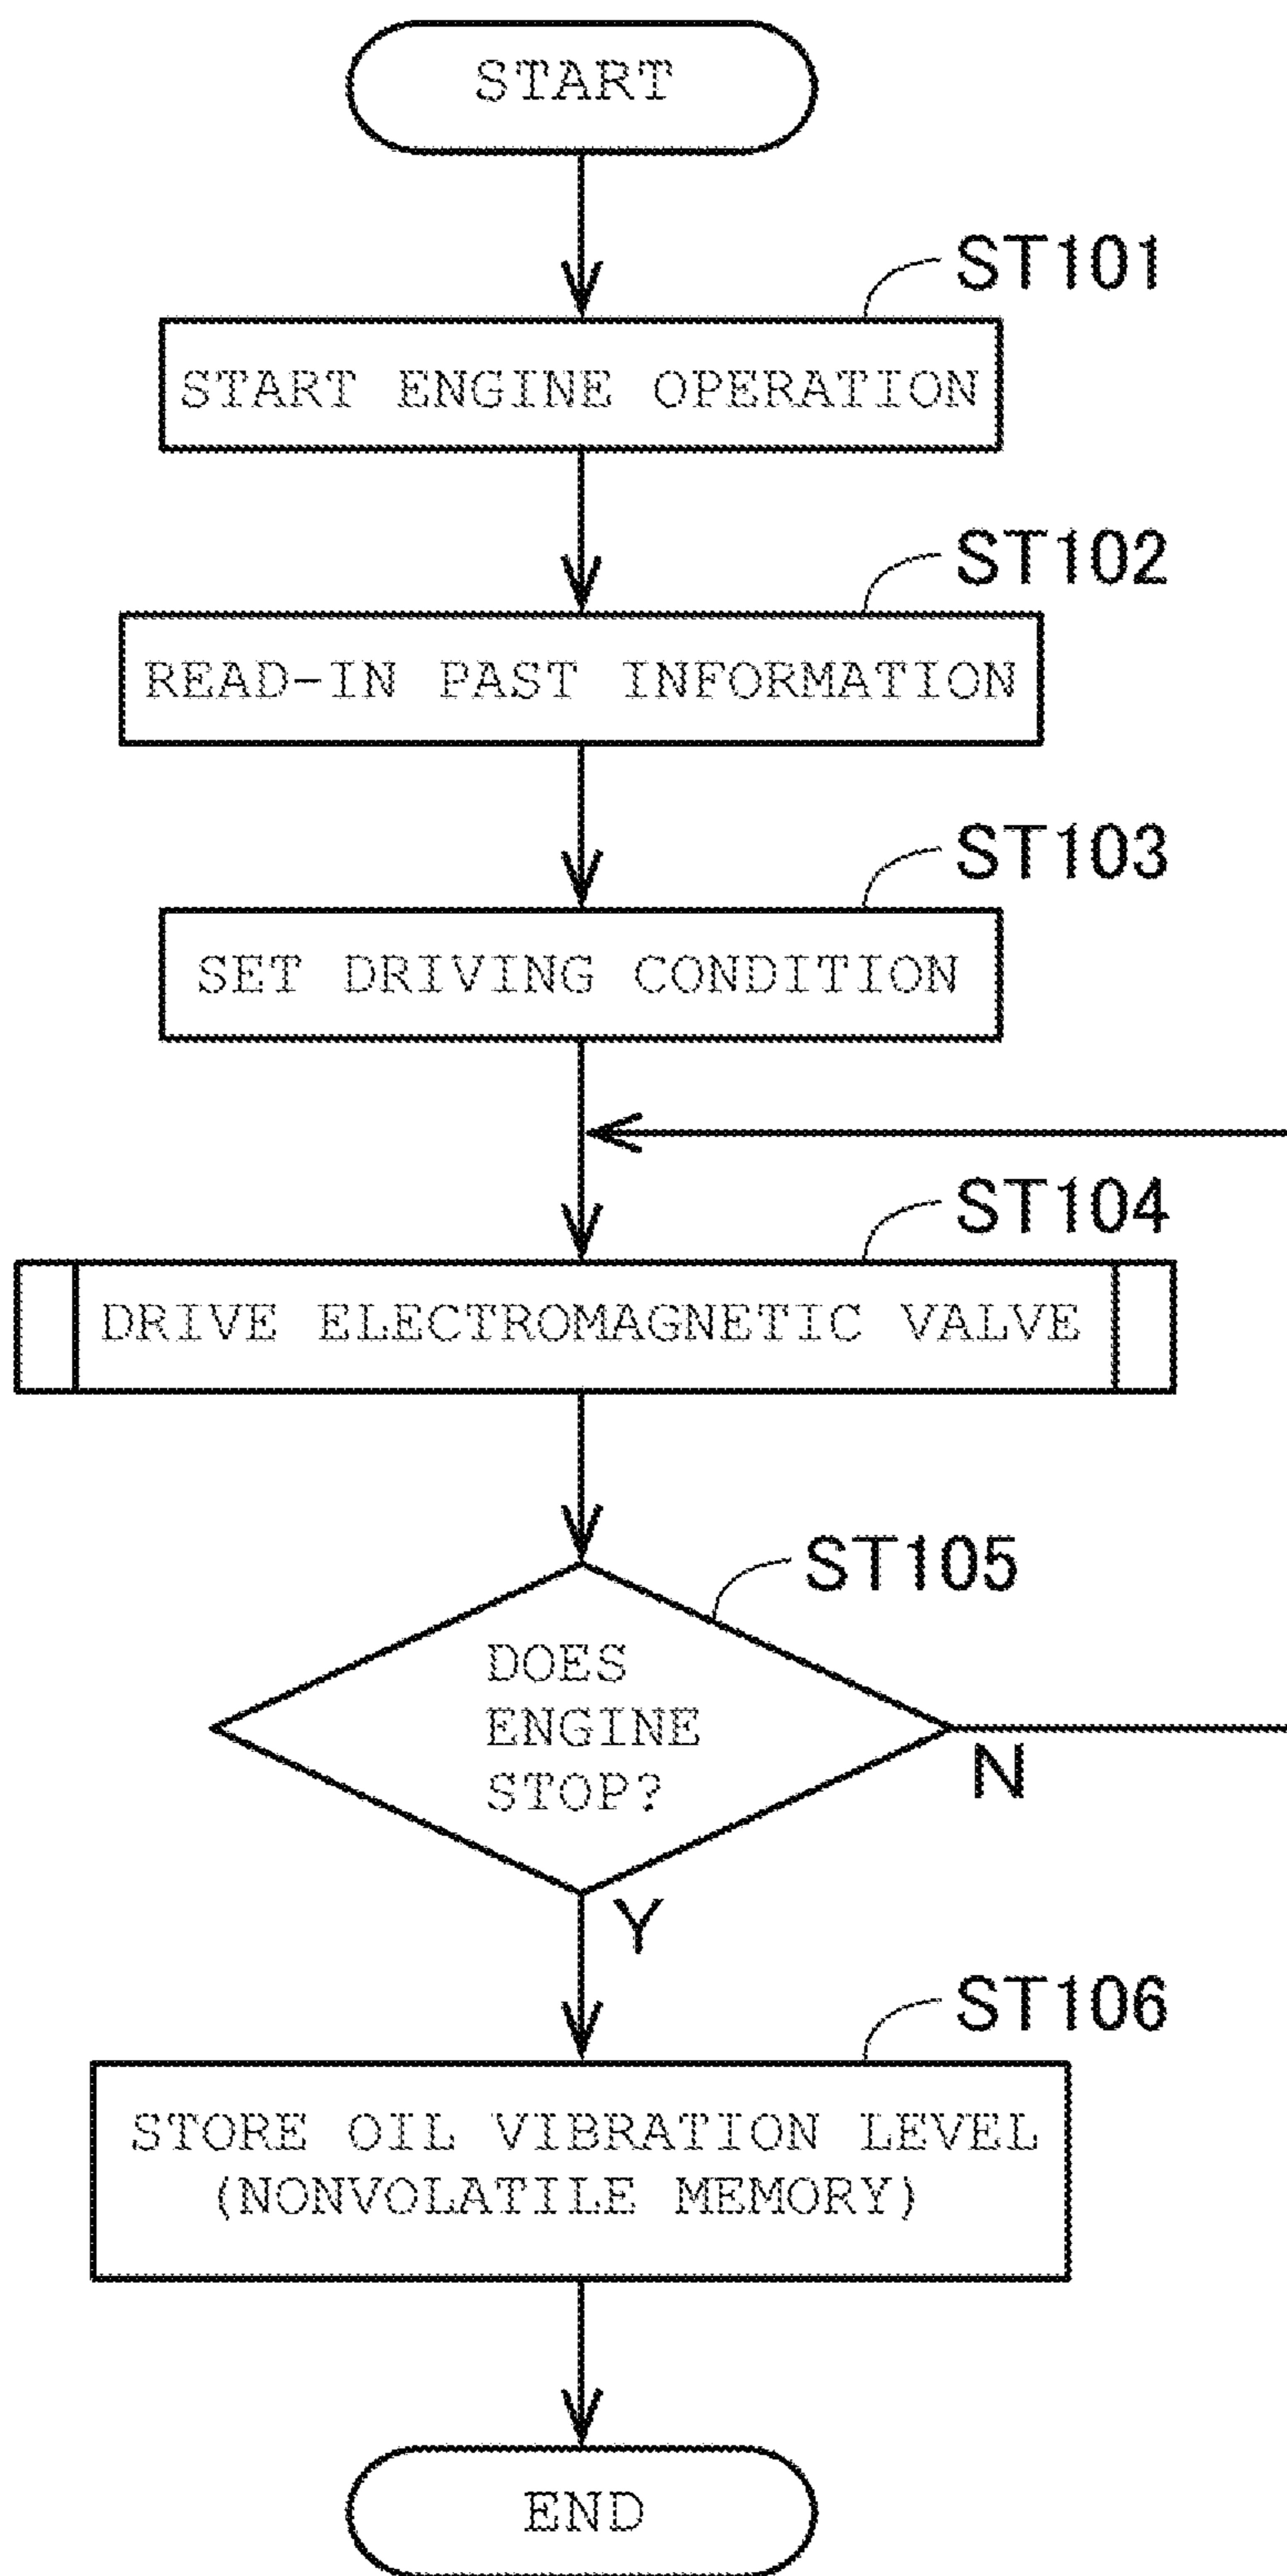 START
ST101
START ENGINE OPERATION
ST102
READ-IN PAST INFORMATION
ST103
SET DRIVING CONDITION
ST104
DRIVE ELECTROMAGNETIC VALVE
ST105
DOES
ENGINE
STOP?
N
Y
ST106
STORE OIL VIBRATION LEVEL
(NONVOLATILE MEMORY)
END